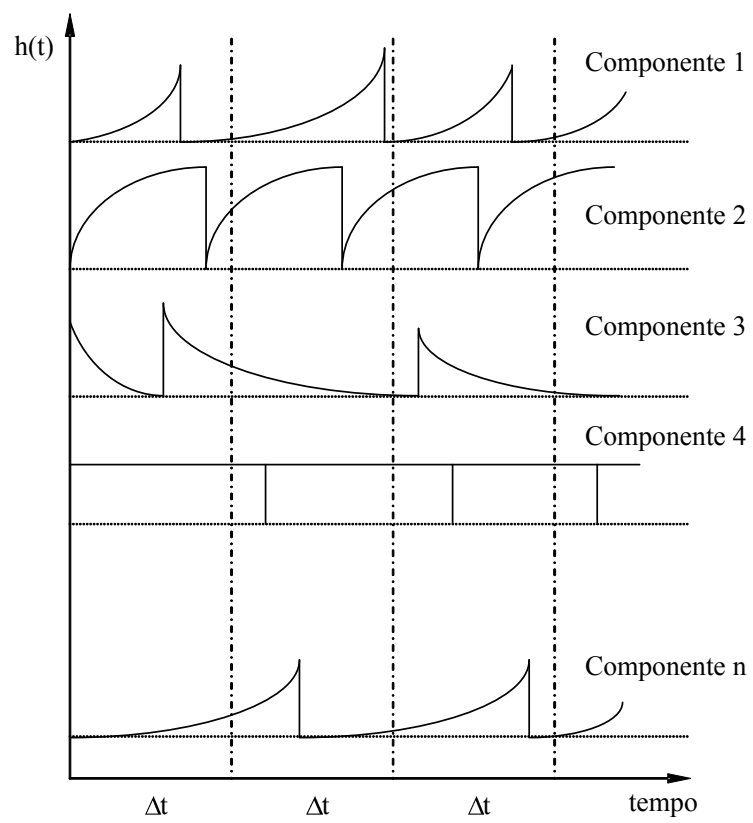 h(t)
Componente 1
Componente 2
Componente 3
Componente 4
Componente n
Δt Δt Δt tempo